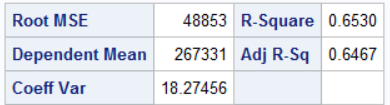 Root MSE 48853 R-Square 0.6530
Dependent Mean 267331 Adj R-Sq 0.6467
Coeff Var 18.27456